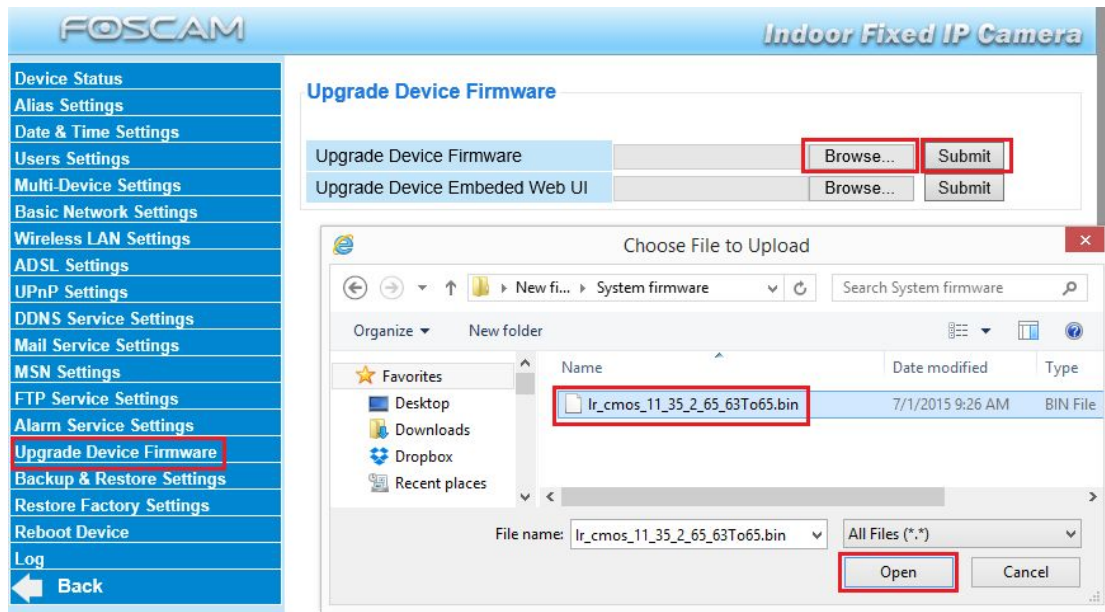 FOSCAM
Indoor Fixed IP Camera
Device Status
Alias Settings
Date & Time Settings
Users Settings
Multi-Device Settings
Basic Network Settings
Wireless LAN Settings
ADSL Settings
UPnP Settings
DDNS Service Settings
Mail Service Settings
MSN Settings
FTP Service Settings
Alarm Service Settings
Upgrade Device Firmware
Backup & Restore Settings
Restore Factory Settings
Reboot Device
Log
Back
Upgrade Device Firmware
Upgrade Device Firmware Browse... Submit
Upgrade Device Embeded Web UI Browse... Submit
Choose File to Upload
New fi... System firmware Search System firmware
Organize New folder
Name Date modified Type
lr_cmos_11_35_2_65_63To65.bin 7/1/2015 9:26 AM BIN File
Favorites
Desktop
Downloads
Dropbox
Recent places
File name: lr_cmos_11_35_2_65_63To65.bin All Files (*.*)
Open Cancel